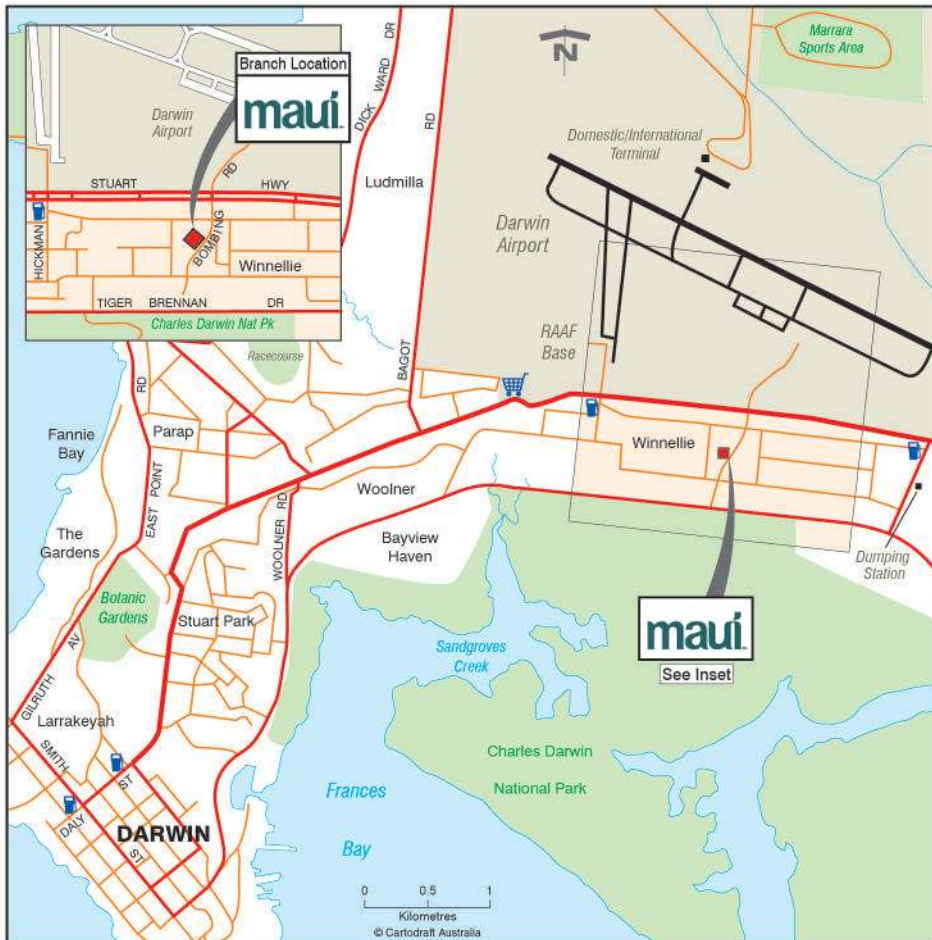 Branch Location
maui
Darwin
Airport
STUART
HWY
HICKMAN
RD
BOMBING
Winnellie
TIGER
BRENNAN
DR
Charles Darwin Nat Pk
DICK
WARD
DR
RD
BAGOT
Ludmilla
N
Marrara
Sports Area
Domestic/International
Terminal
Darwin
Airport
RAAF
Base
Racecourse
RD
Parap
Fannie
Bay
EAST
POINT
Winnellie
Woolner
WOOLNER
RD
Bayview
Haven
The
Gardens
Botanic
Gardens
Stuart Park
Dumping
Station
maui
See Inset
Sandgroves
Creek
GILRUTH
AV
Larrakeyah
SMITH
ST
DALY
ST
DARWIN
Charles Darwin
National Park
Frances
Bay
0 0.5 1
Kilometres
© Cartodraft Australia